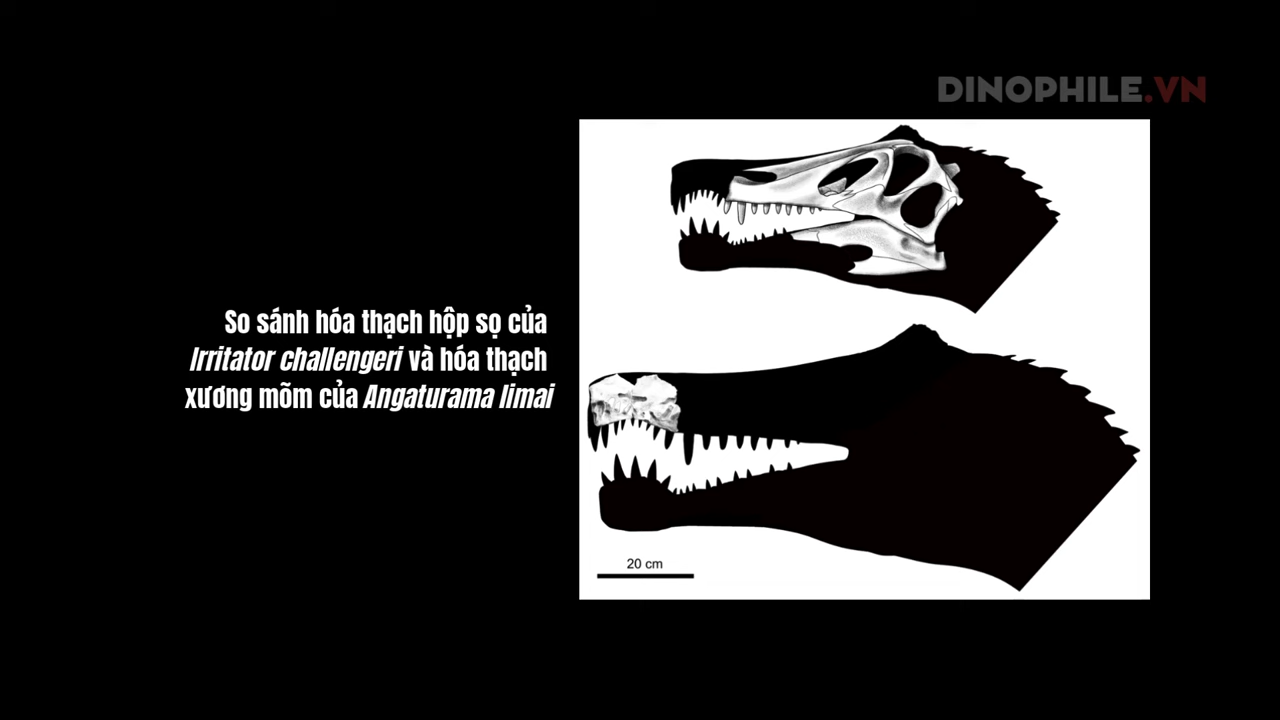 DINOPHILE.VN
So sánh hóa thạch hộp sọ của
Irritator challengeri và hóa thạch
xương mõm của Angaturama limai
20 cm